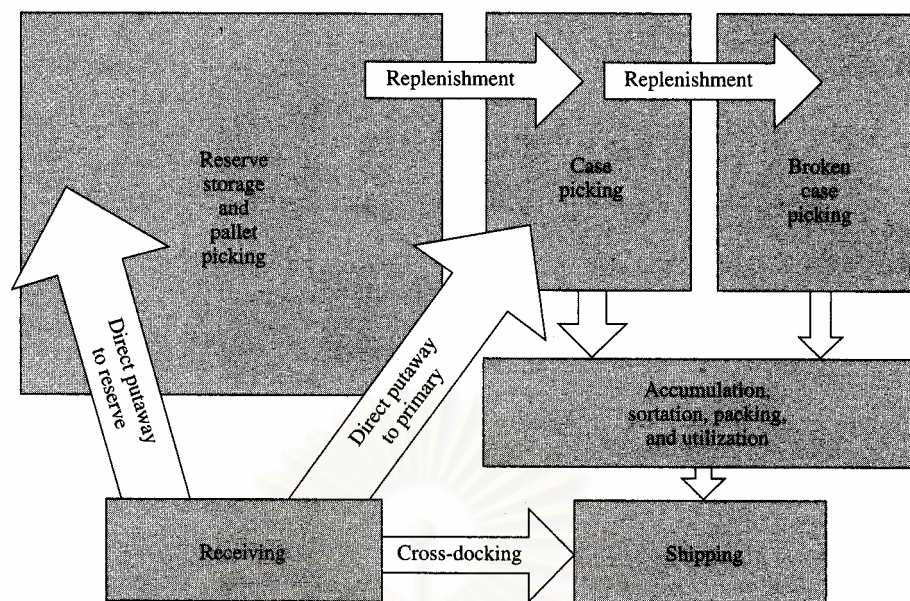 Replenishment
Replenishment
Reserve
storage
and
pallet
picking
Case
picking
Broken
case
picking
Direct putaway
to reserve
Direct putaway
to primary
Accumulation,
sortation, packing,
and utilization
Receiving
Cross-docking
Shipping